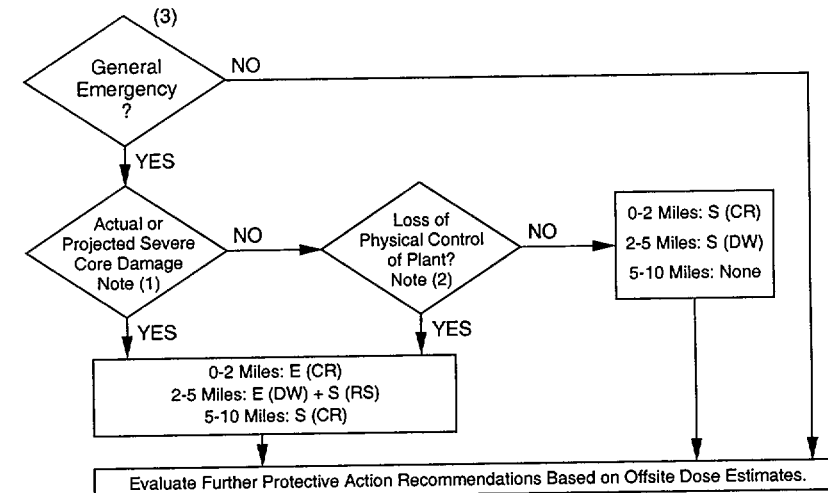 (3)
General
Emergency
?
NO
YES
Actual or
Projected Severe
Core Damage
Note (1)
NO
Loss of
Physical Control
of Plant?
Note (2)
NO
0-2 Miles: S (CR)
2-5 Miles: S (DW)
5-10 Miles: None
YES
YES
0-2 Miles: E (CR)
2-5 Miles: E (DW) + S (RS)
5-10 Miles: S (CR)
Evaluate Further Protective Action Recommendations Based on Offsite Dose Estimates.